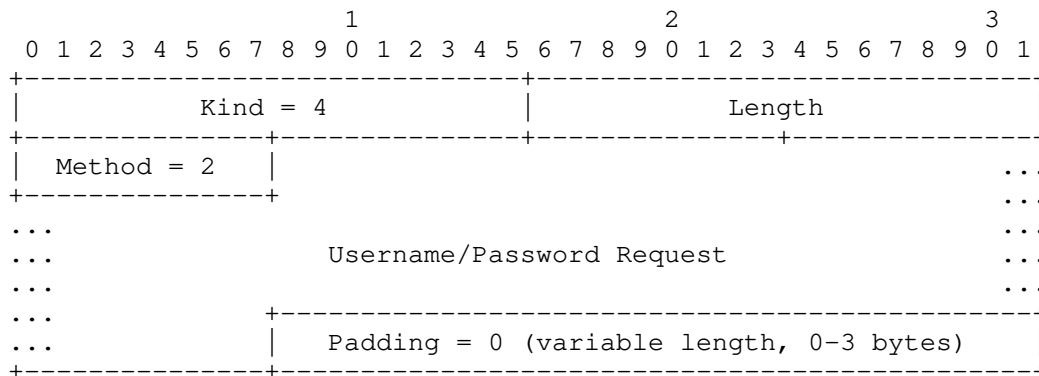 1 2 3
0 1 2 3 4 5 6 7 8 9 0 1 2 3 4 5 6 7 8 9 0 1 2 3 4 5 6 7 8 9 0 1
+---------------------------------+---------------------------------
| Kind = 4 | Length
+---------------+-----------------+---------------+-----------------
| Method = 2 | ...
+---------------+ ...
... ...
... Username/Password Request ...
... ...
... +---------------------------------------------------
... | Padding = 0 (variable length, 0-3 bytes) |
+---------------+---------------------------------------------------